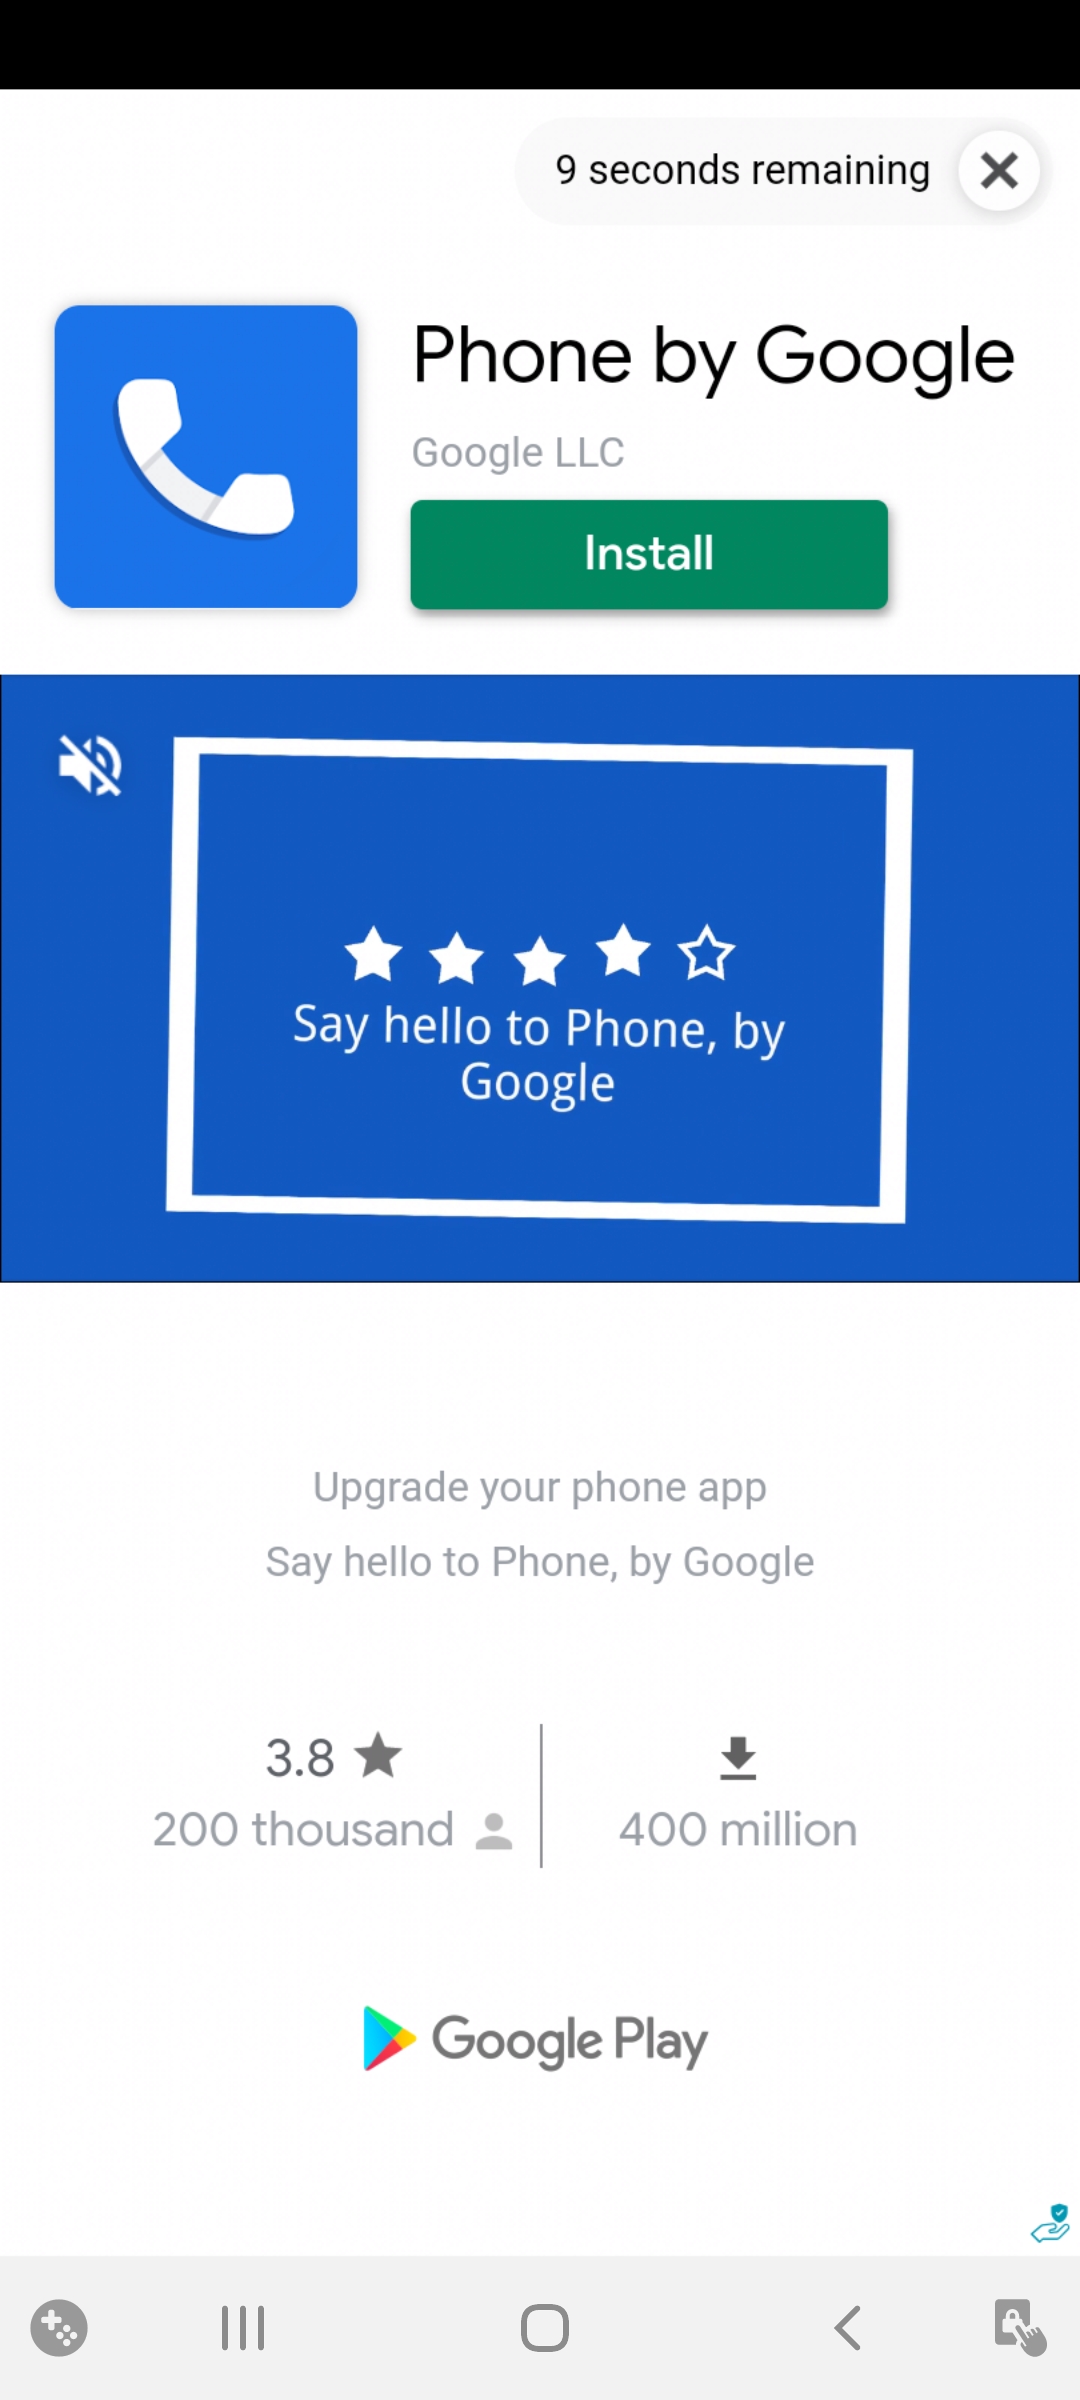 9 seconds remaining
Phone by Google
Google LLC
Install
Say hello to Phone, by
Google
Upgrade your phone app
Say hello to Phone, by Google
3.8
200 thousand
400 million
Google Play